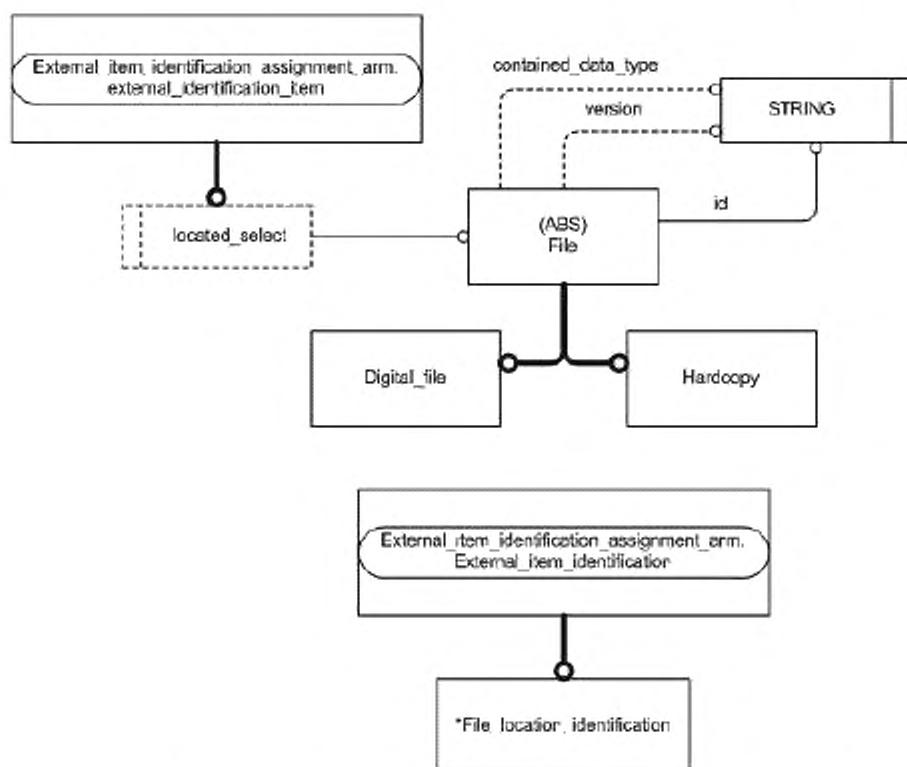 External_item_identification_assignment_arm.
external_identification_item
contained_data_type
version
STRING
located_select
(ABS)
File
id
Digital_file
Hardcopy
External_item_identification_assignment_arm.
External_item_identification
*File_location_identification